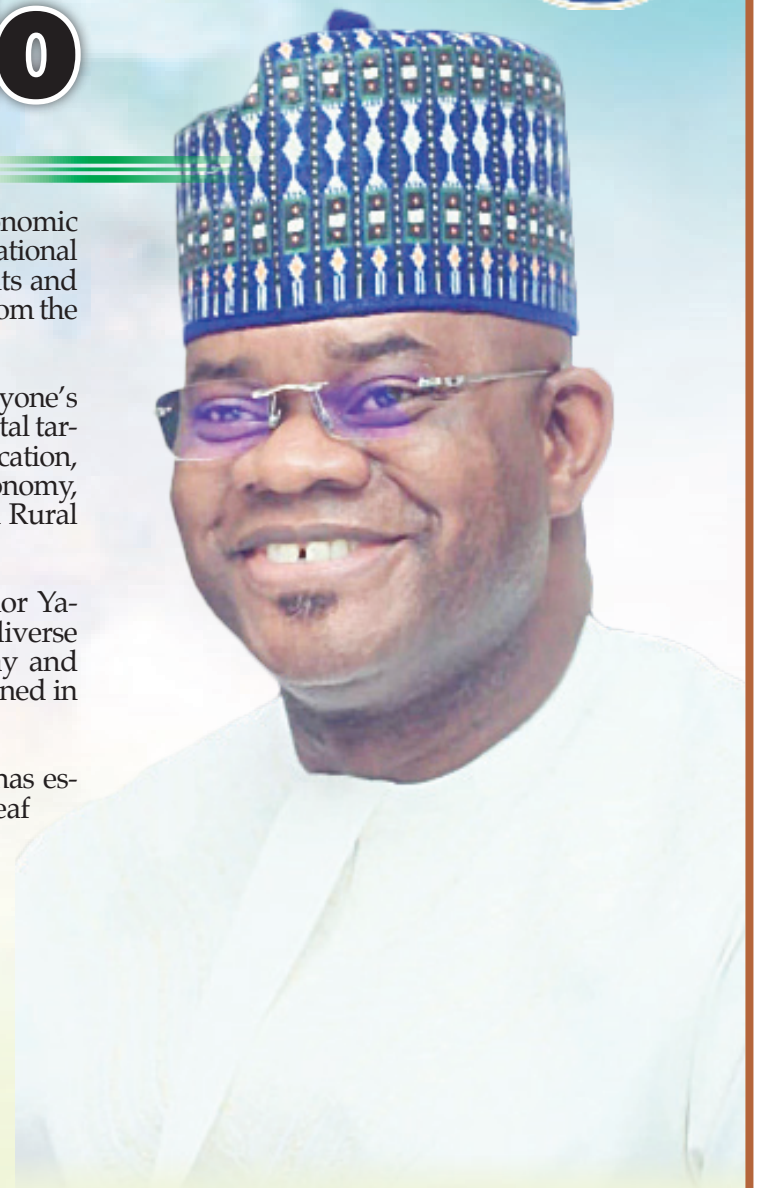 0
nomic
ational
ts and
om the
yone's
tal tar-
cation,
onomy,
Rural
or Ya-
diverse
y and
ned in
has es-
eaf